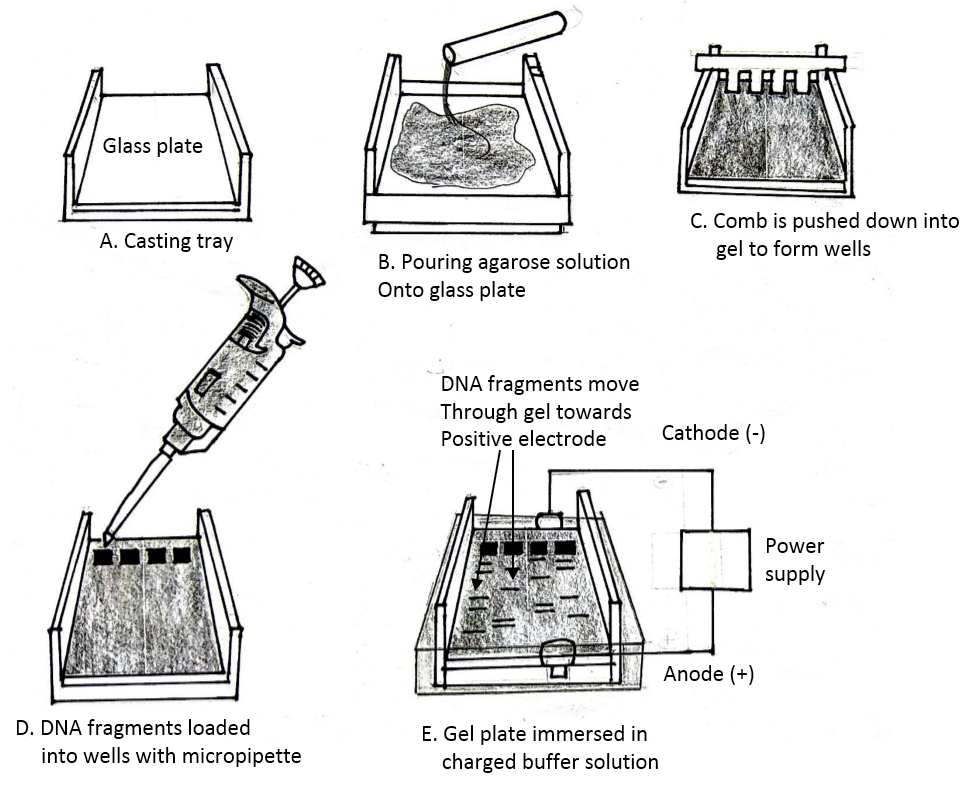 Glass plate
A. Casting tray
B. Pouring agarose solution
Onto glass plate
C. Comb is pushed down into
gel to form wells
D. DNA fragments loaded
into wells with micropipette
DNA fragments move
Through gel towards
Positive electrode
Cathode (-)
Power
supply
Anode (+)
E. Gel plate immersed in
charged buffer solution